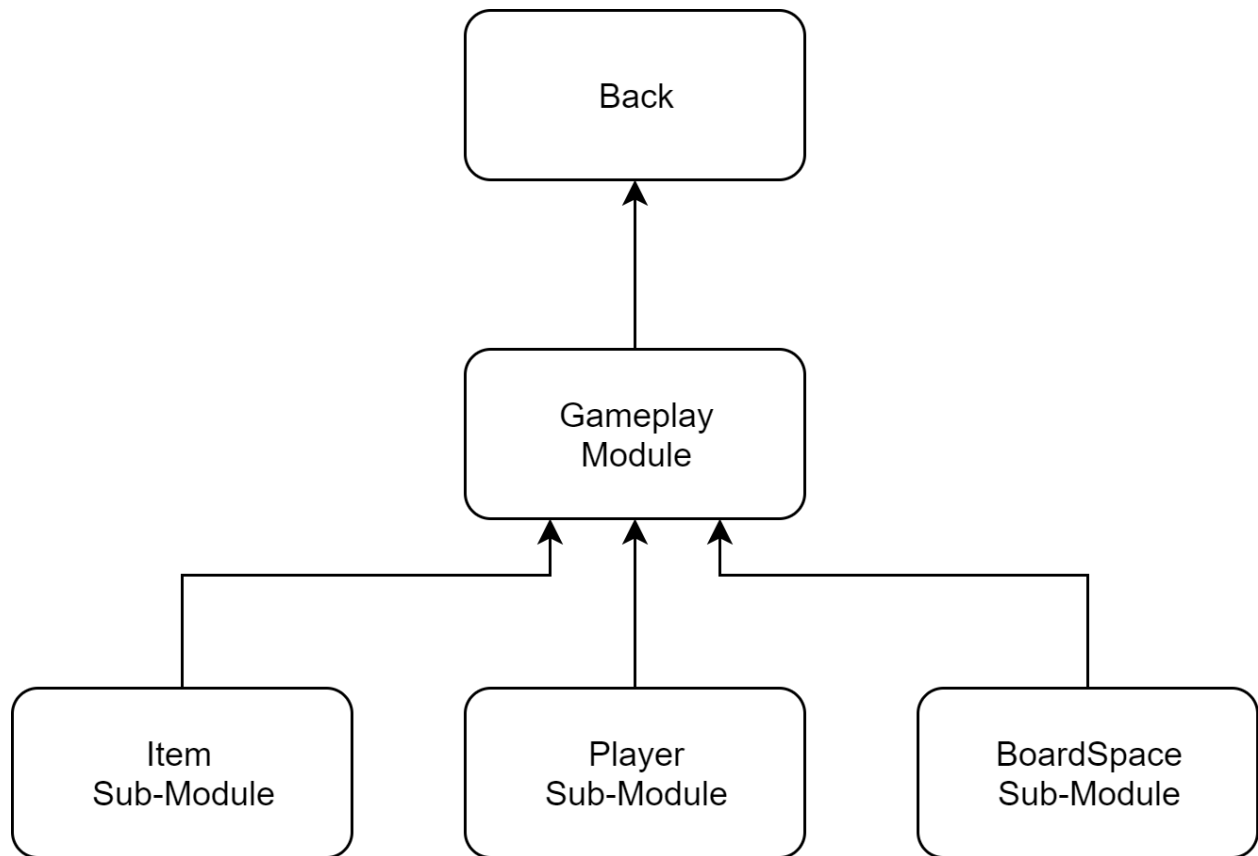 Back
Gameplay
Module
Item
Sub-Module
Player
Sub-Module
BoardSpace
Sub-Module